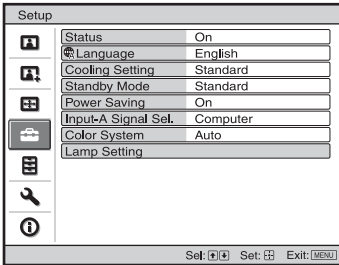 Setup
Status On
Language English
Cooling Setting Standard
Standby Mode Standard
Power Saving On
Input-A Signal Sel. Computer
Color System Auto
Lamp Setting
Sel: Set: Exit: MENU